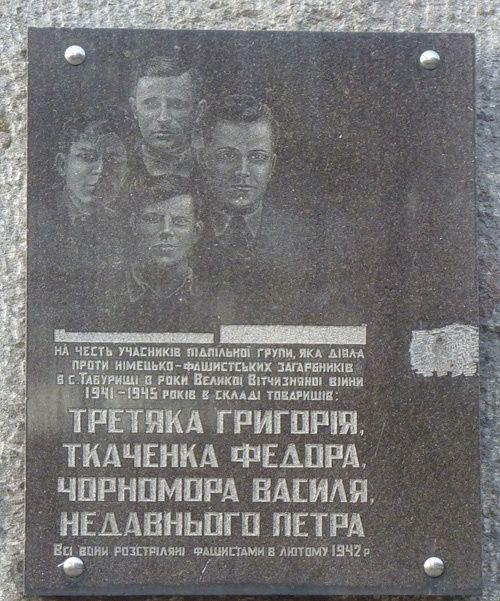 На честь учасників підпільної групи, яка діяла
проти німецько-фашистських загарбників
в с. Табурищі в роки Великої Вітчизняної війни
1941-1945 років в складі товаришів:
ТРЕТЯКА ГРИГОРІЯ,
ТКАЧЕНКА ФЕДОРА,
ЧОРНОМОРА ВАСИЛЯ,
НЕДАВНЬОГО ПЕТРА
Всі вони розстріляні фашистами в лютому 1942 р